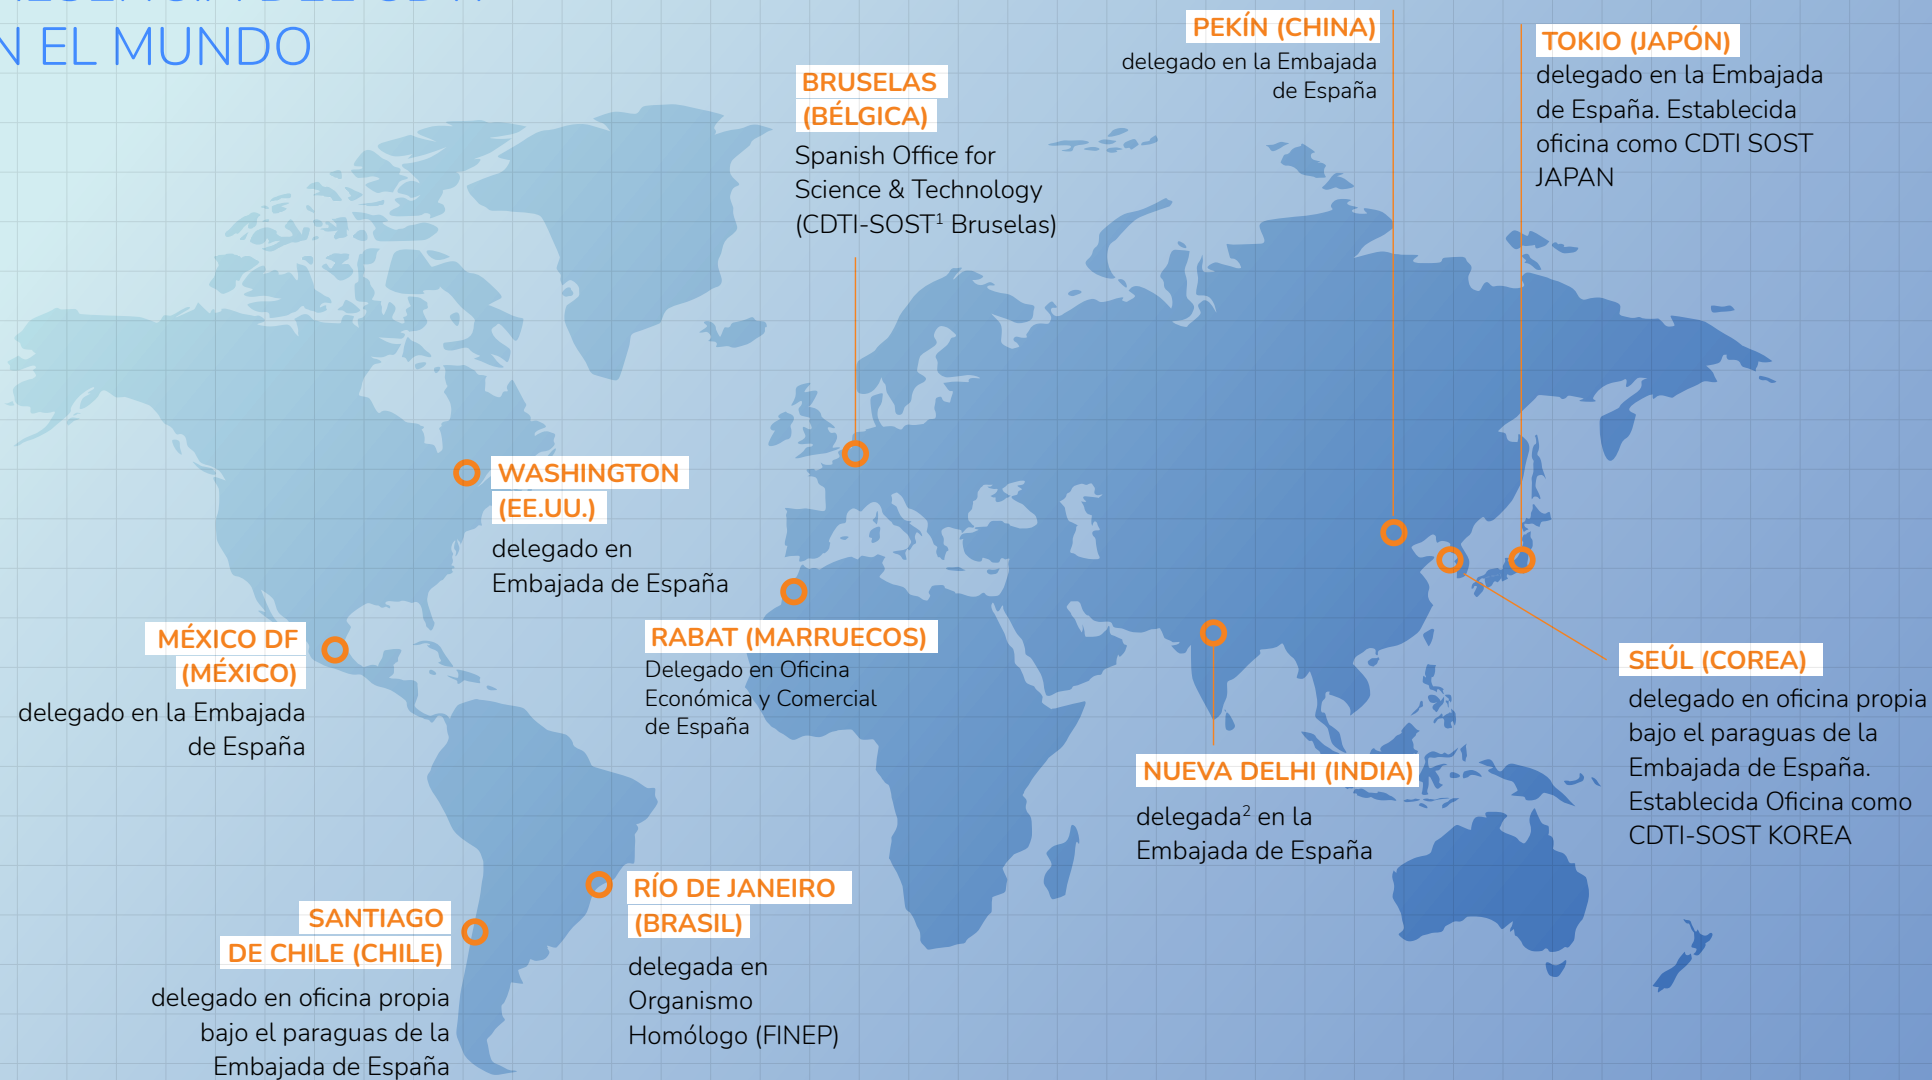 N EL MUNDO
PEKÍN (CHINA)
delegado en la Embajada
de España
TOKIO (JAPÓN)
delegado en la Embajada
de España. Establecida
oficina como CDTI SOST
JAPAN
BRUSELAS
(BÉLGICA)
Spanish Office for
Science & Technology
(CDTI-SOST¹ Bruselas)
WASHINGTON
(EE.UU.)
delegado en
Embajada de España
MÉXICO DF
(MÉXICO)
delegado en la Embajada
de España
RABAT (MARRUECOS)
Delegado en Oficina
Económica y Comercial
de España
SEÚL (COREA)
delegado en oficina propia
bajo el paraguas de la
Embajada de España.
Establecida Oficina como
CDTI-SOST KOREA
NUEVA DELHI (INDIA)
delegada² en la
Embajada de España
RÍO DE JANEIRO
(BRASIL)
delegada en
Organismo
Homólogo (FINEP)
SANTIAGO
DE CHILE (CHILE)
delegado en oficina propia
bajo el paraguas de la
Embajada de España